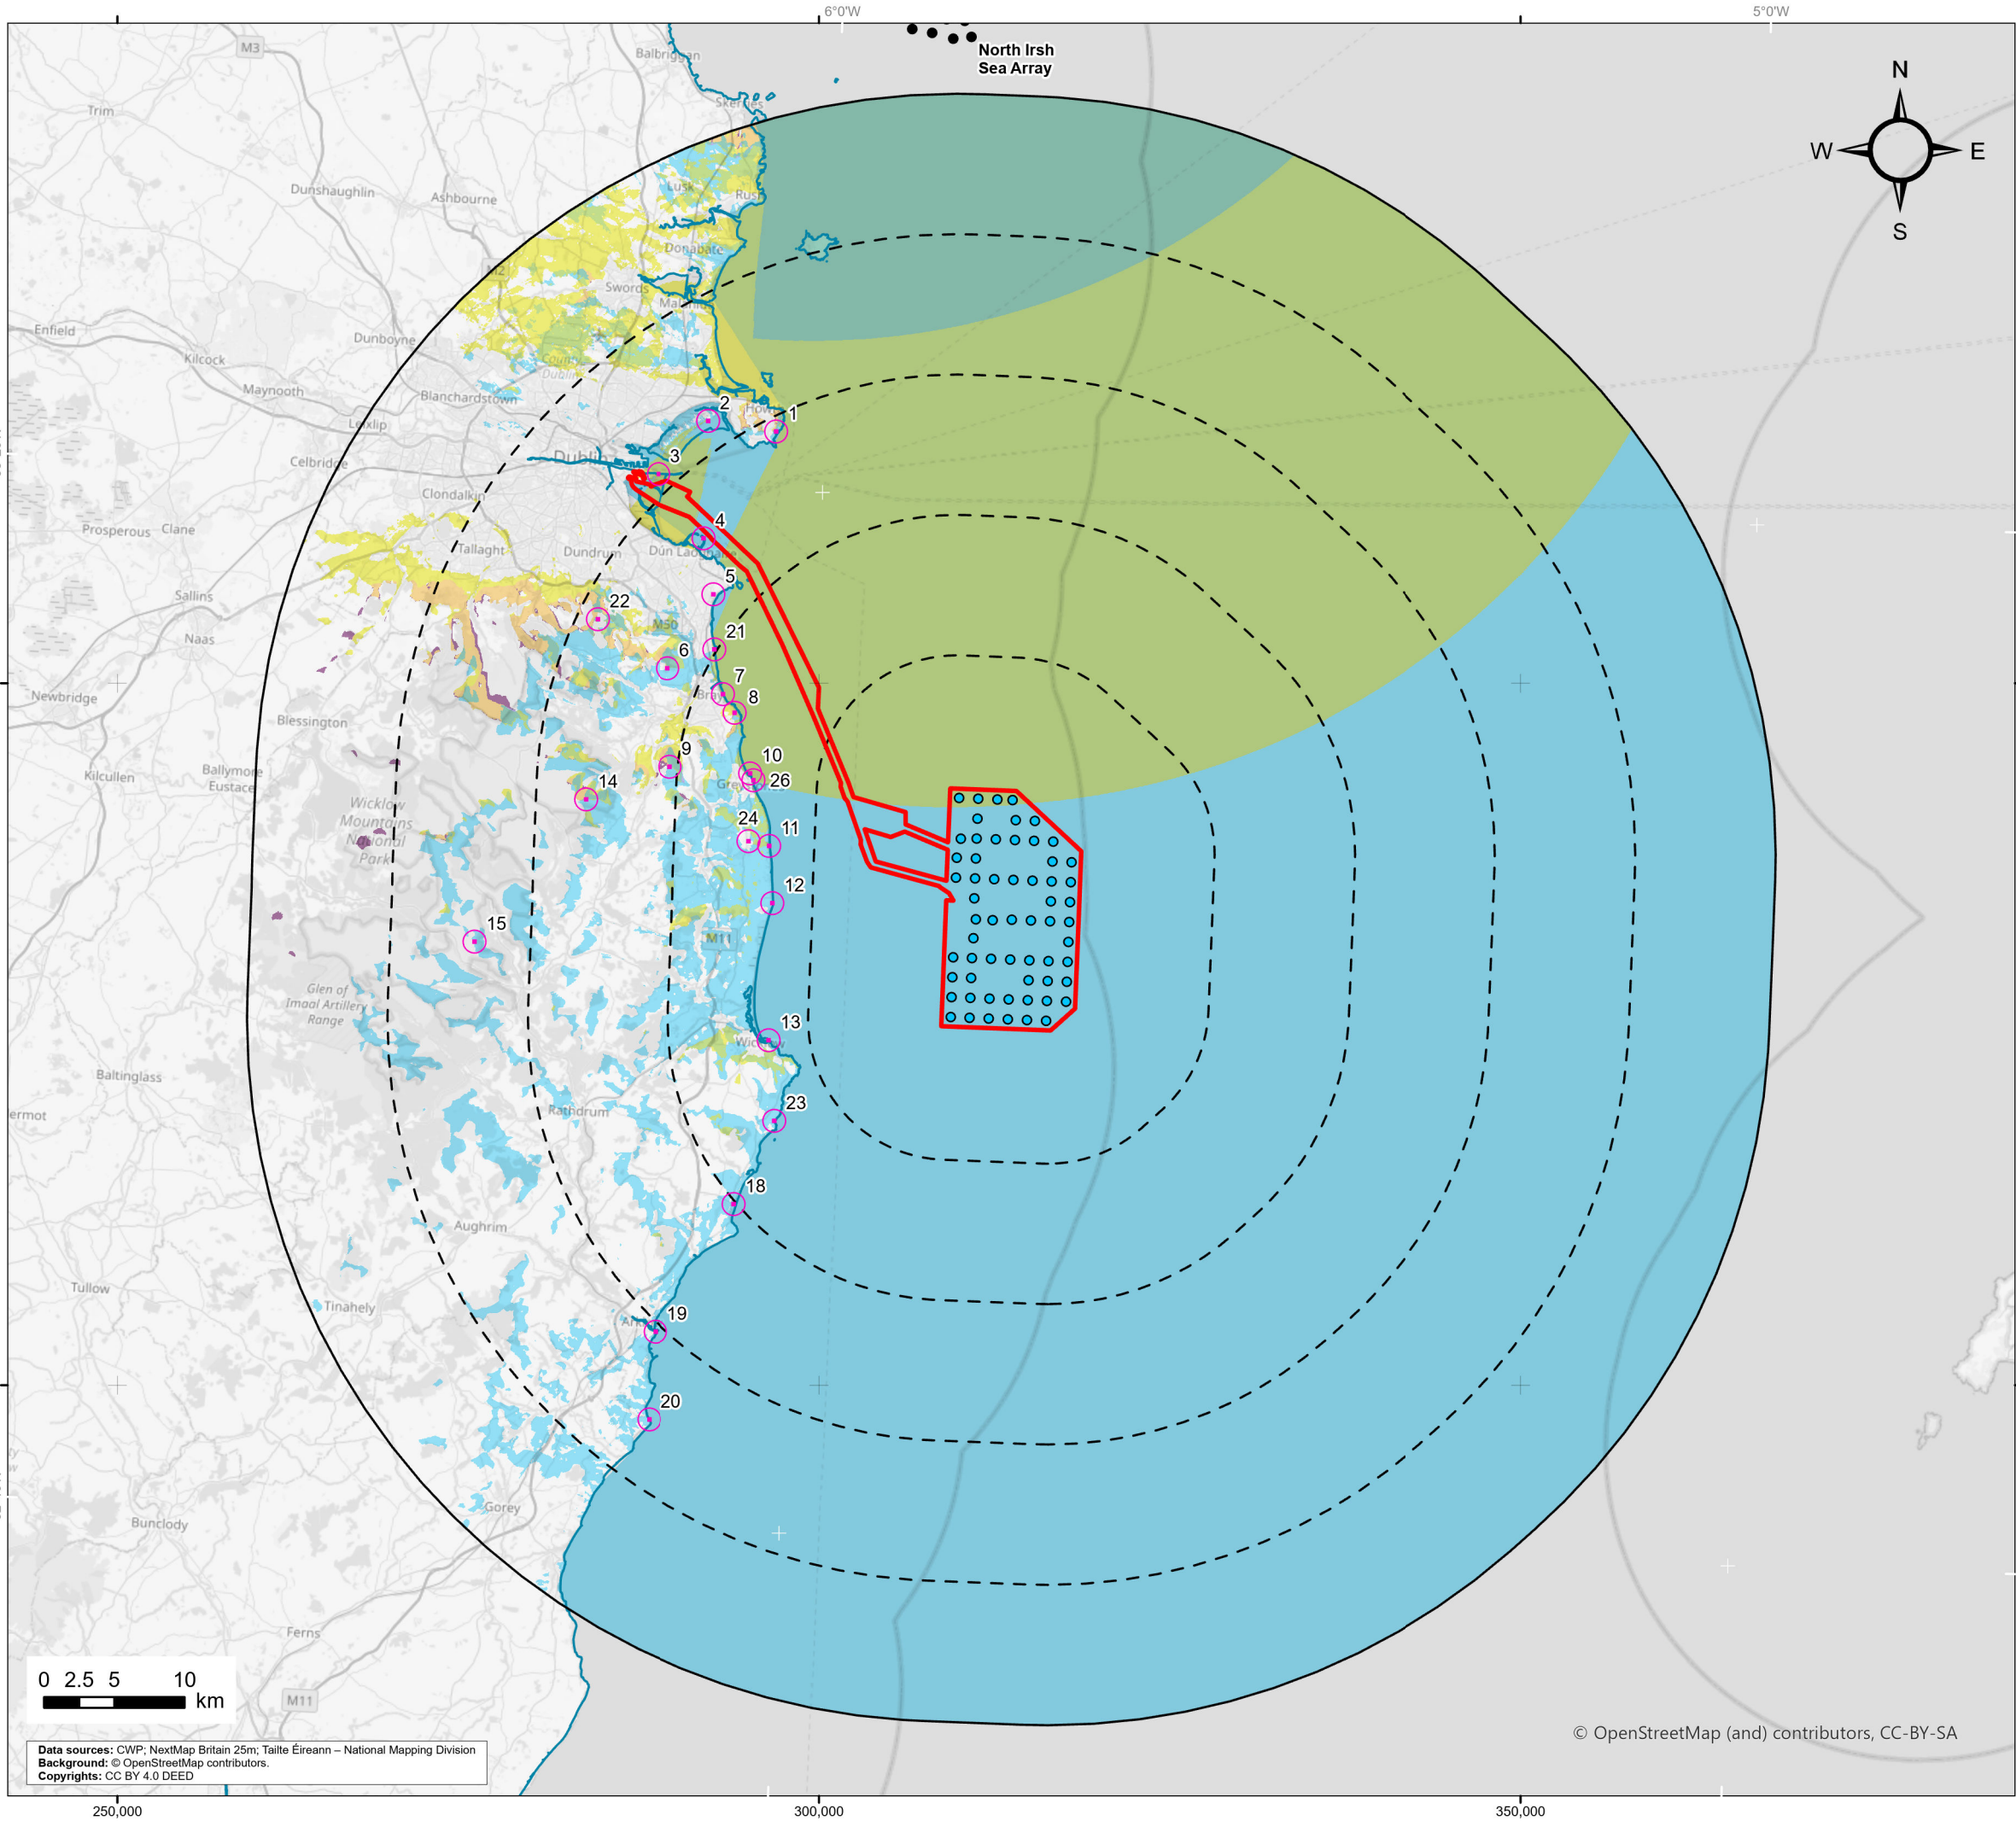 6°0'W
5°0'W
M3
Balbriggan
North Irsh
Sea Array
N
W
E
S
Trim
Skerries
Dunshaughlin
Ashbourne
Lusk
Rush
Donabate
M2
Swords
Enfield
Dunboyne
Kilcock
County
Dublin
Maynooth
Blanchardstown
2
1
Leixlip
Dublin
3
Celbridge
Clondalkin
4
Prosperous
Clane
Tallaght
Dundrum
Dún Laoghaire
5
Sallins
22
M50
Naas
21
6
7
Newbridge
8
Blessington
9
10
26
Kilcullen
Ballymore
Eustace
14
Wicklow
Mountains
National
Park
24
11
12
15
M11
Glen of
Imaal Artillery
Range
13
Baltinglass
23
Rathdrum
18
Aughrim
Tullow
Tinahely
19
20
Gorey
Bunclody
Ferns
0 2.5 5 10
km
M11
© OpenStreetMap (and) contributors, CC-BY-SA
Data sources: CWP; NextMap Britain 25m; Tailte Éireann – National Mapping Division
Background: © OpenStreetMap contributors.
Copyrights: CC BY 4.0 DEED
250,000
300,000
350,000